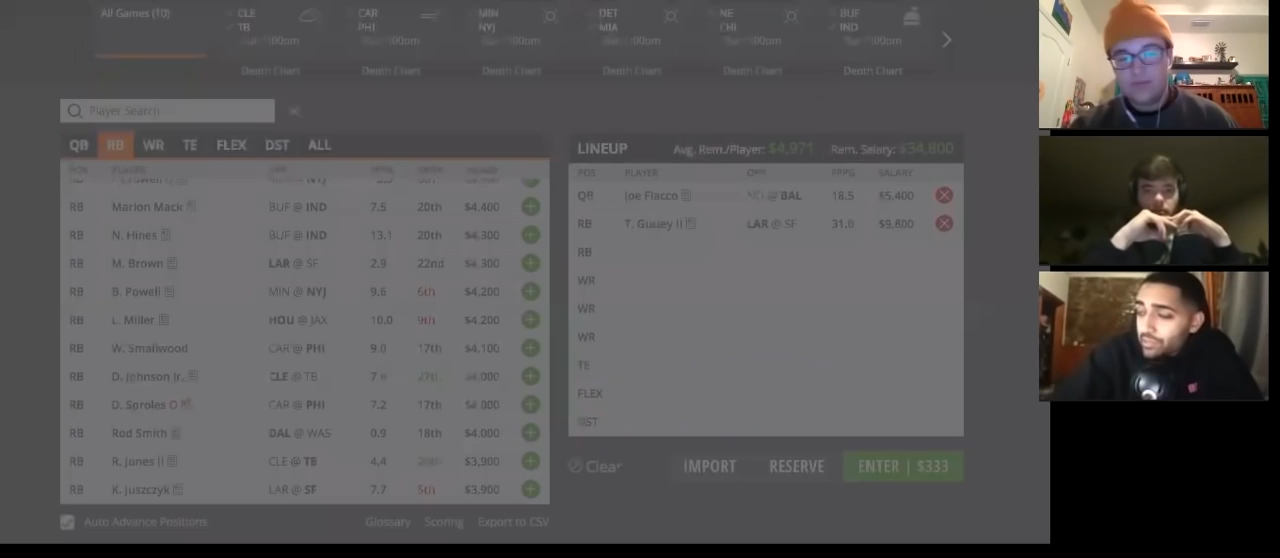 All Games (10) CLE CAR MIN DET NE BUF
TB PHI NYJ MIA CHI IND
Depth Chart Depth Chart Depth Chart Depth Chart Depth Chart Depth Chart
Player Search
QB RB WR TE FLEX DST ALL
LINEUP Avg. Rem./Player: $4,971 Rem. Salary: $34,800
POS PLAYER OPP FPPG SALARY
RB Marlon Mack BUF @ IND 7.5 20th $4,400
RB N. Hines BUF @ IND 13.1 20th $4,300
RB M. Brown LAR @ SF 2.9 22nd $4,300
RB B. Powell MIN @ NYJ 9.6 6th $4,200
RB L. Miller HOU @ JAX 10.0 9th $4,200
RB W. Smallwood CAR @ PHI 9.0 17th $4,100
RB D. Johnson Jr. CLE @ TB 27th $4,000
RB D. Sproles O CAR @ PHI 7.2 17th $4,000
RB Rod Smith DAL @ WAS 0.9 18th $4,000
RB R. Jones II CLE @ TB 4.4 $3,900
RB K. Juszczyk LAR @ SF 7.7 5th $3,900
QB Joe Flacco NO @ BAL 18.5 $5,400
RB T. Gurley II LAR @ SF 31.0 $9,800
RB
WR
WR
WR
TE
FLEX
DST
Clear IMPORT RESERVE ENTER | $333
Auto Advance Positions Glossary Scoring Export to CSV